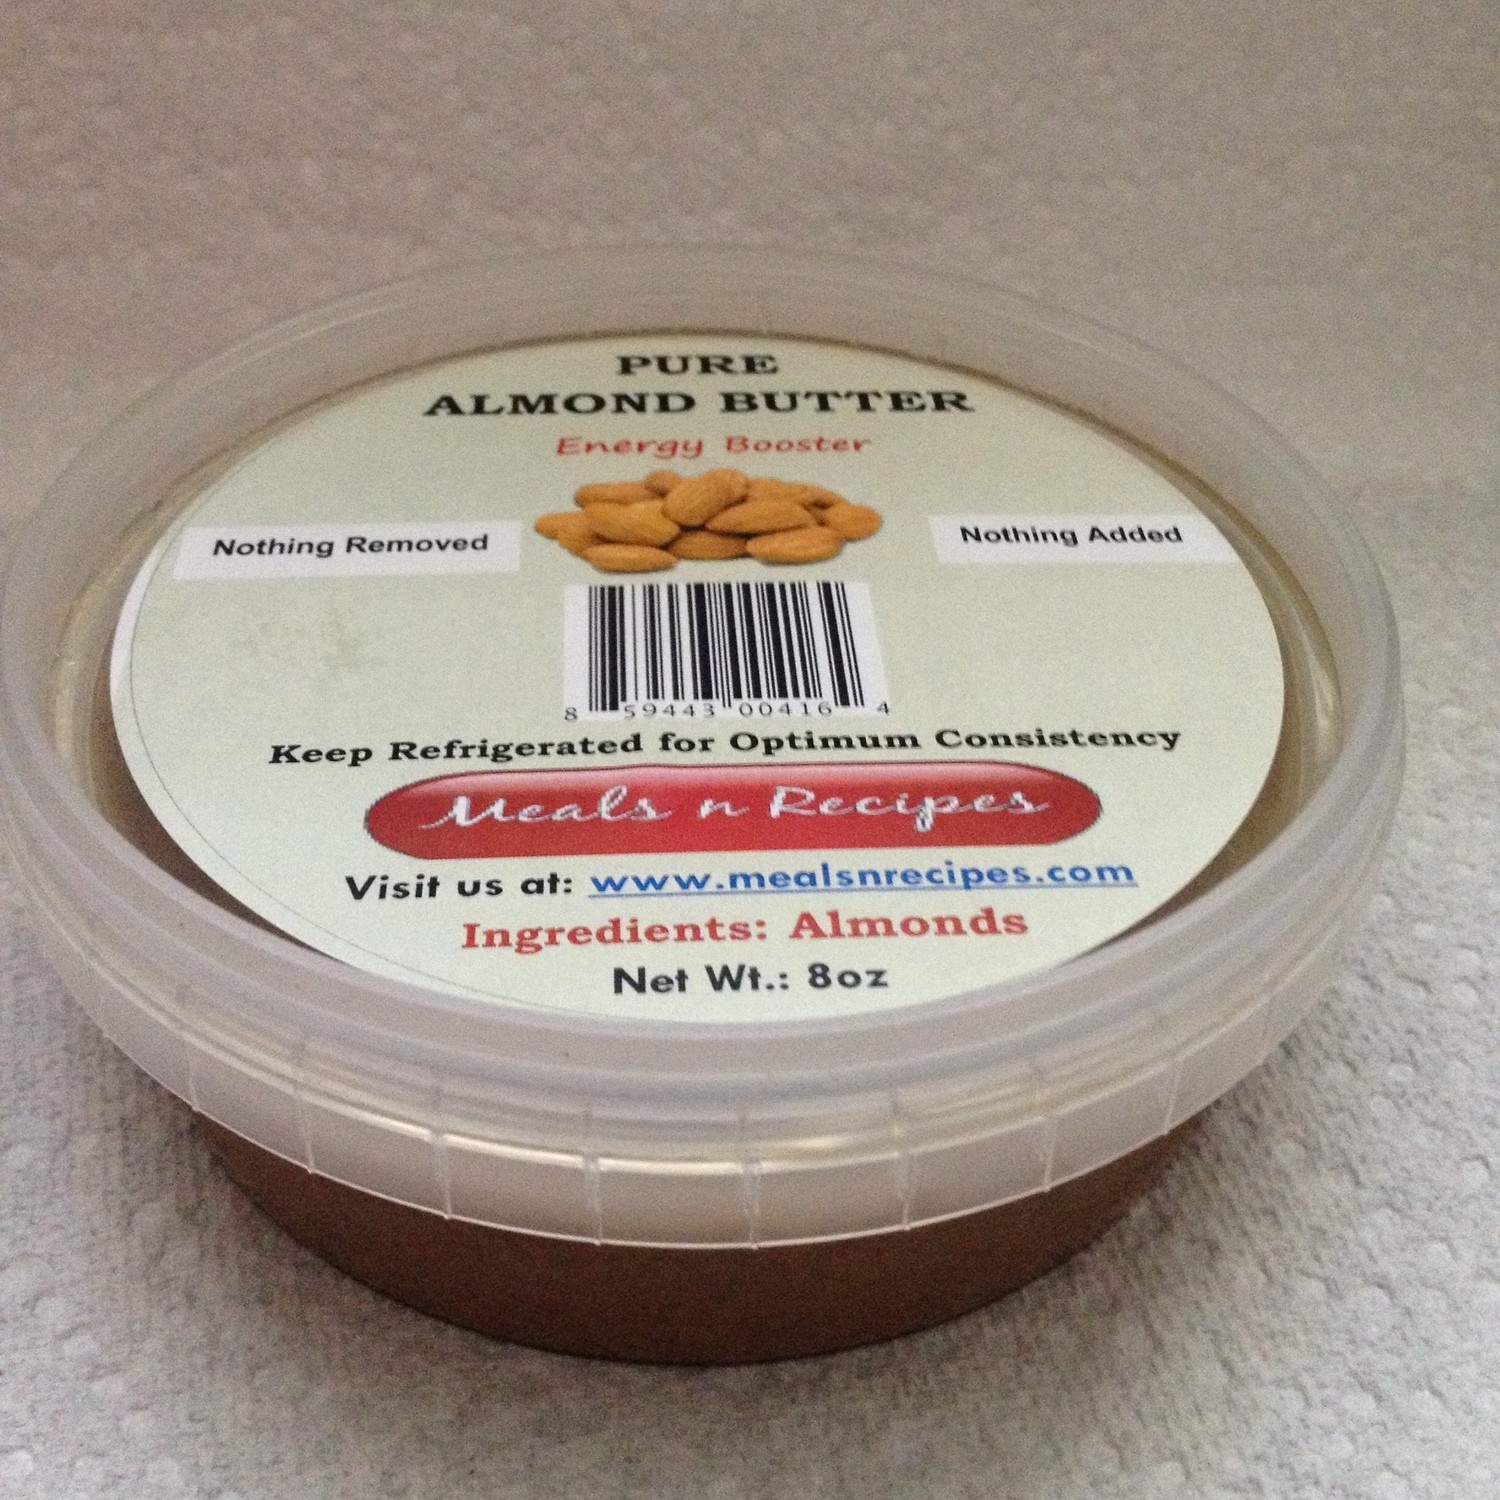 PURE
ALMOND BUTTER
Energy Booster
Nothing Removed
Nothing Added
8 59443 00416 4
Keep Refrigerated for Optimum Consistency
Meals n Recipes
Visit us at: www.mealsnrecipes.com
Ingredients: Almonds
Net Wt.: 8oz